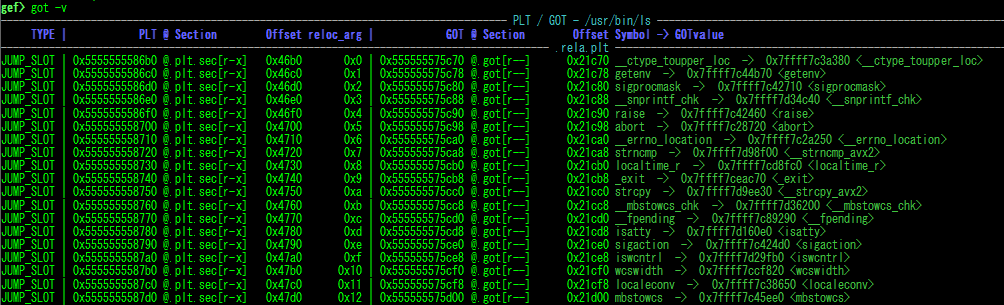 gef> got -v
PLT / GOT - /usr/bin/ls
TYPE | PLT @ Section Offset reloc_arg | GOT @ Section Offset Symbol -> GOTvalue
.rela.plt
JUMP_SLOT | 0x5555555586b0 @.plt.sec[r-x] 0x46b0 0x0 | 0x555555575c70 @.got[r--] 0x21c70 __ctype_toupper_loc -> 0x7ffff7c3a380 <__ctype_toupper_loc>
JUMP_SLOT | 0x5555555586c0 @.plt.sec[r-x] 0x46c0 0x1 | 0x555555575c78 @.got[r--] 0x21c78 getenv -> 0x7ffff7c44b70 <getenv>
JUMP_SLOT | 0x5555555586d0 @.plt.sec[r-x] 0x46d0 0x2 | 0x555555575c80 @.got[r--] 0x21c80 sigprocmask -> 0x7ffff7c42710 <sigprocmask>
JUMP_SLOT | 0x5555555586e0 @.plt.sec[r-x] 0x46e0 0x3 | 0x555555575c88 @.got[r--] 0x21c88 __snprintf_chk -> 0x7ffff7d34c40 <__snprintf_chk>
JUMP_SLOT | 0x5555555586f0 @.plt.sec[r-x] 0x46f0 0x4 | 0x555555575c90 @.got[r--] 0x21c90 raise -> 0x7ffff7c42460 <raise>
JUMP_SLOT | 0x555555558700 @.plt.sec[r-x] 0x4700 0x5 | 0x555555575c98 @.got[r--] 0x21c98 abort -> 0x7ffff7c28720 <abort>
JUMP_SLOT | 0x555555558710 @.plt.sec[r-x] 0x4710 0x6 | 0x555555575ca0 @.got[r--] 0x21ca0 __errno_location -> 0x7ffff7c2a250 <__errno_location>
JUMP_SLOT | 0x555555558720 @.plt.sec[r-x] 0x4720 0x7 | 0x555555575ca8 @.got[r--] 0x21ca8 strncmp -> 0x7ffff7d98f00 <__strncmp_avx2>
JUMP_SLOT | 0x555555558730 @.plt.sec[r-x] 0x4730 0x8 | 0x555555575cb0 @.got[r--] 0x21cb0 localtime_r -> 0x7ffff7cd8fc0 <localtime_r>
JUMP_SLOT | 0x555555558740 @.plt.sec[r-x] 0x4740 0x9 | 0x555555575cb8 @.got[r--] 0x21cb8 _exit -> 0x7ffff7ceac70 <_exit>
JUMP_SLOT | 0x555555558750 @.plt.sec[r-x] 0x4750 0xa | 0x555555575cc0 @.got[r--] 0x21cc0 strcpy -> 0x7ffff7d9ee30 <__strcpy_avx2>
JUMP_SLOT | 0x555555558760 @.plt.sec[r-x] 0x4760 0xb | 0x555555575cc8 @.got[r--] 0x21cc8 __mbstowcs_chk -> 0x7ffff7d36200 <__mbstowcs_chk>
JUMP_SLOT | 0x555555558770 @.plt.sec[r-x] 0x4770 0xc | 0x555555575cd0 @.got[r--] 0x21cd0 __fpending -> 0x7ffff7c89290 <__fpending>
JUMP_SLOT | 0x555555558780 @.plt.sec[r-x] 0x4780 0xd | 0x555555575cd8 @.got[r--] 0x21cd8 isatty -> 0x7ffff7d160e0 <isatty>
JUMP_SLOT | 0x555555558790 @.plt.sec[r-x] 0x4790 0xe | 0x555555575ce0 @.got[r--] 0x21ce0 sigaction -> 0x7ffff7c424d0 <sigaction>
JUMP_SLOT | 0x5555555587a0 @.plt.sec[r-x] 0x47a0 0xf | 0x555555575ce8 @.got[r--] 0x21ce8 iswcntrl -> 0x7ffff7d29fb0 <iswcntrl>
JUMP_SLOT | 0x5555555587b0 @.plt.sec[r-x] 0x47b0 0x10 | 0x555555575cf0 @.got[r--] 0x21cf0 wcswidth -> 0x7ffff7ccf820 <wcswidth>
JUMP_SLOT | 0x5555555587c0 @.plt.sec[r-x] 0x47c0 0x11 | 0x555555575cf8 @.got[r--] 0x21cf8 localeconv -> 0x7ffff7c38650 <localeconv>
JUMP_SLOT | 0x5555555587d0 @.plt.sec[r-x] 0x47d0 0x12 | 0x555555575d00 @.got[r--] 0x21d00 mbstowcs -> 0x7ffff7c45ee0 <mbstowcs>